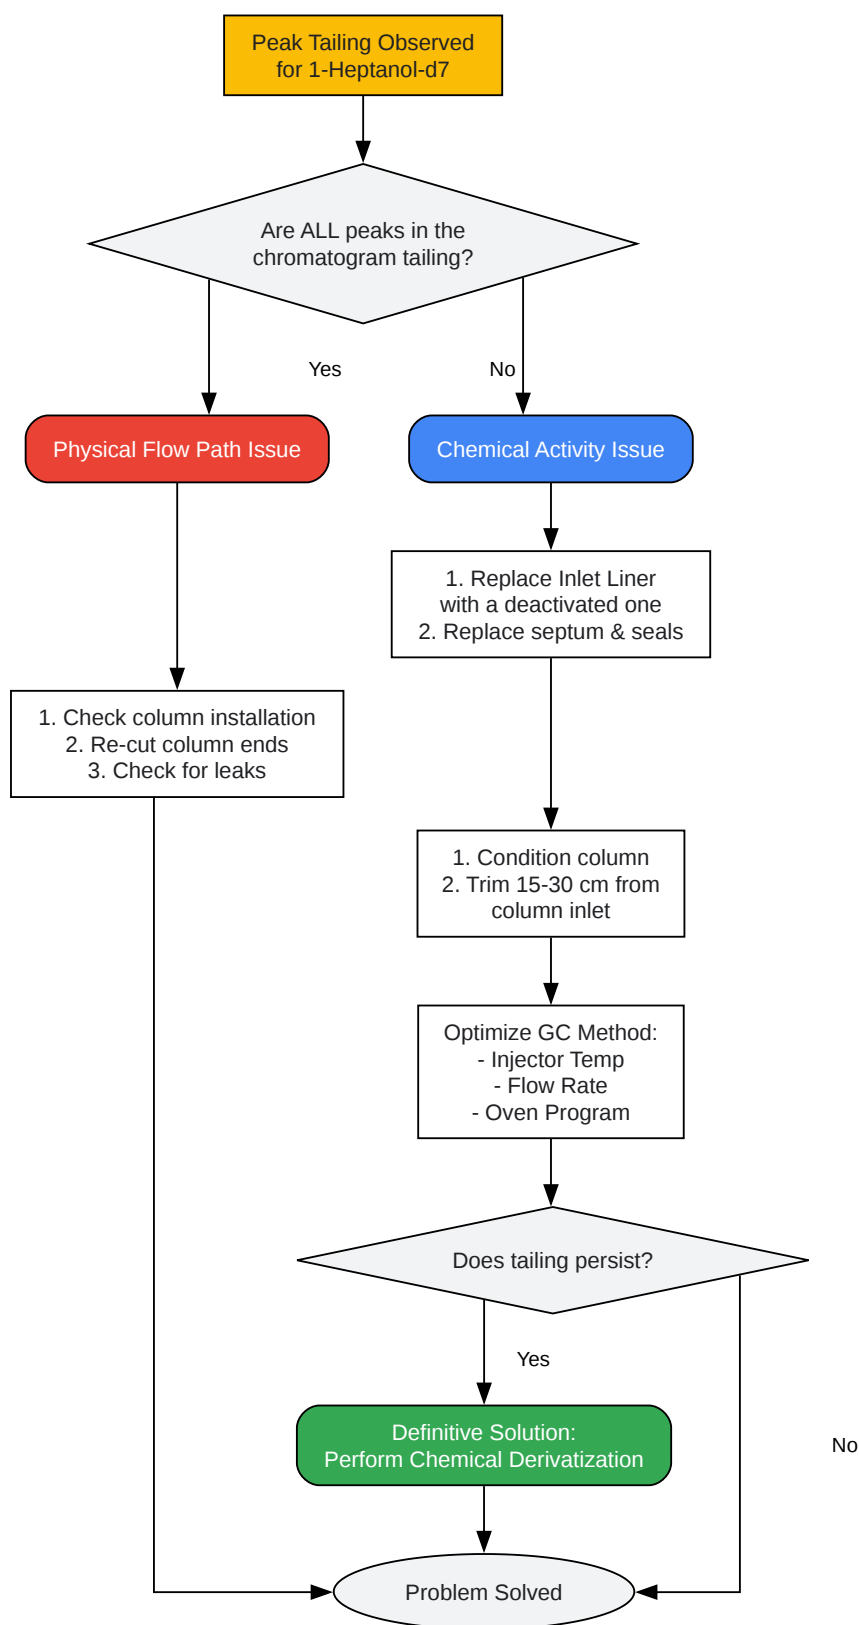 Peak Tailing Observed
for 1-Heptanol-d7
Are ALL peaks in the
chromatogram tailing?
Yes
No
Physical Flow Path Issue
Chemical Activity Issue
1. Replace Inlet Liner
with a deactivated one
2. Replace septum & seals
1. Check column installation
2. Re-cut column ends
3. Check for leaks
1. Condition column
2. Trim 15-30 cm from
column inlet
Optimize GC Method:
- Injector Temp
- Flow Rate
- Oven Program
Does tailing persist?
Yes
Definitive Solution:
Perform Chemical Derivatization
No
Problem Solved